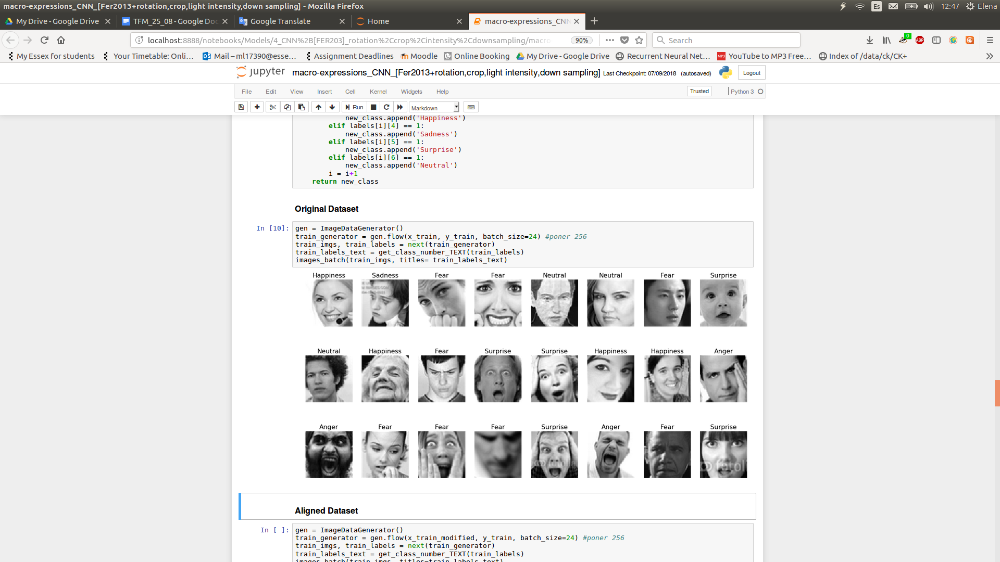 macro-expressions_CNN_[Fer2013+rotation,crop,light intensity,down sampling] - Mozilla Firefox
Es
12:47
Elena
My Drive - Google Drive
TFM_25_08 - Google Doc
Google Translate
Home
macro-expressions_CNN
localhost:8888/notebooks/Models/4_CNN%2B[FER203]_rotation%2Ccrop%2Cintensity%2Cdownsampling/macro
90%
Search
0
ABP
My Essex for students
Your Timetable: Onli...
Mail – ml17390@esse...
Assignment Deadlines
Moodle
Online Booking
My Drive - Google Drive
Recurrent Neural Net...
MP3
YouTube to MP3 Free...
Index of /data/ck/CK+
jupyter
macro-expressions_CNN_[Fer2013+rotation,crop,light intensity,down sampling]
Last Checkpoint: 07/09/2018
(autosaved)
Logout
File
Edit
View
Insert
Cell
Kernel
Widgets
Help
Trusted
Python 3
Run
Markdown
new_class.append('Happiness')
elif labels[i][4] == 1:
new_class.append('Sadness')
elif labels[i][5] == 1:
new_class.append('Surprise')
elif labels[i][6] == 1:
new_class.append('Neutral')
i = i+1
return new_class
Original Dataset
In [10]:
gen = ImageDataGenerator()
train_generator = gen.flow(x_train, y_train, batch_size=24) #poner 256
train_imgs, train_labels = next(train_generator)
train_labels_text = get_class_number_TEXT(train_labels)
images_batch(train_imgs, titles= train_labels_text)
Happiness
Sadness
Fear
Fear
Neutral
Neutral
Fear
Surprise
Neutral
Happiness
Fear
Surprise
Surprise
Happiness
Happiness
Anger
Anger
Fear
Fear
Fear
Surprise
Anger
Fear
Surprise
fotoli
Aligned Dataset
In [ ]:
gen = ImageDataGenerator()
train_generator = gen.flow(x_train_modified, y_train, batch_size=24) #poner 256
train_imgs, train_labels = next(train_generator)
train_labels_text = get_class_number_TEXT(train_labels)
images_batch(train_imgs, titles=train_labels_text)